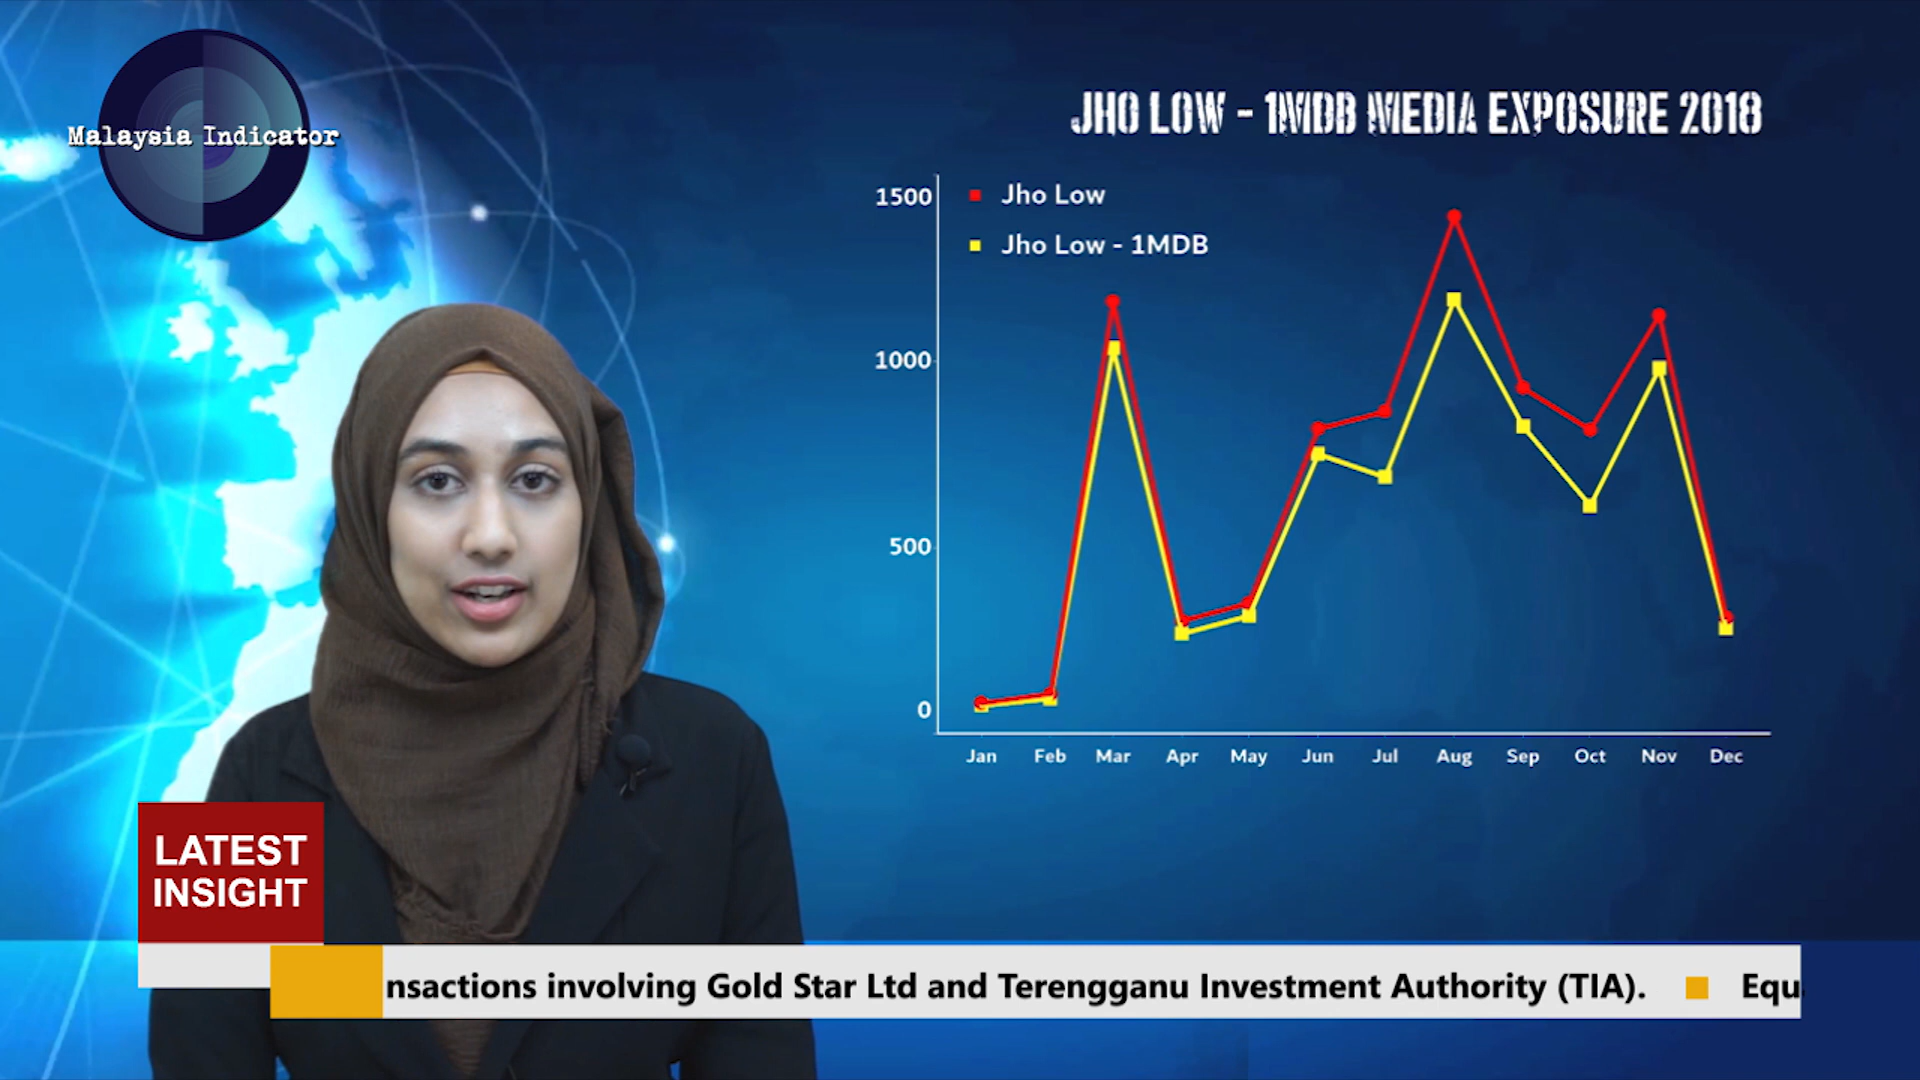 Malaysia Indicator
JHO LOW - 1MDB MEDIA EXPOSURE 2018
1500
1000
500
0
Jho Low
Jho Low - 1MDB
Jan Feb Mar Apr May Jun Jul Aug Sep Oct Nov Dec
LATEST
INSIGHT
nsactions involving Gold Star Ltd and Terengganu Investment Authority (TIA). Equ